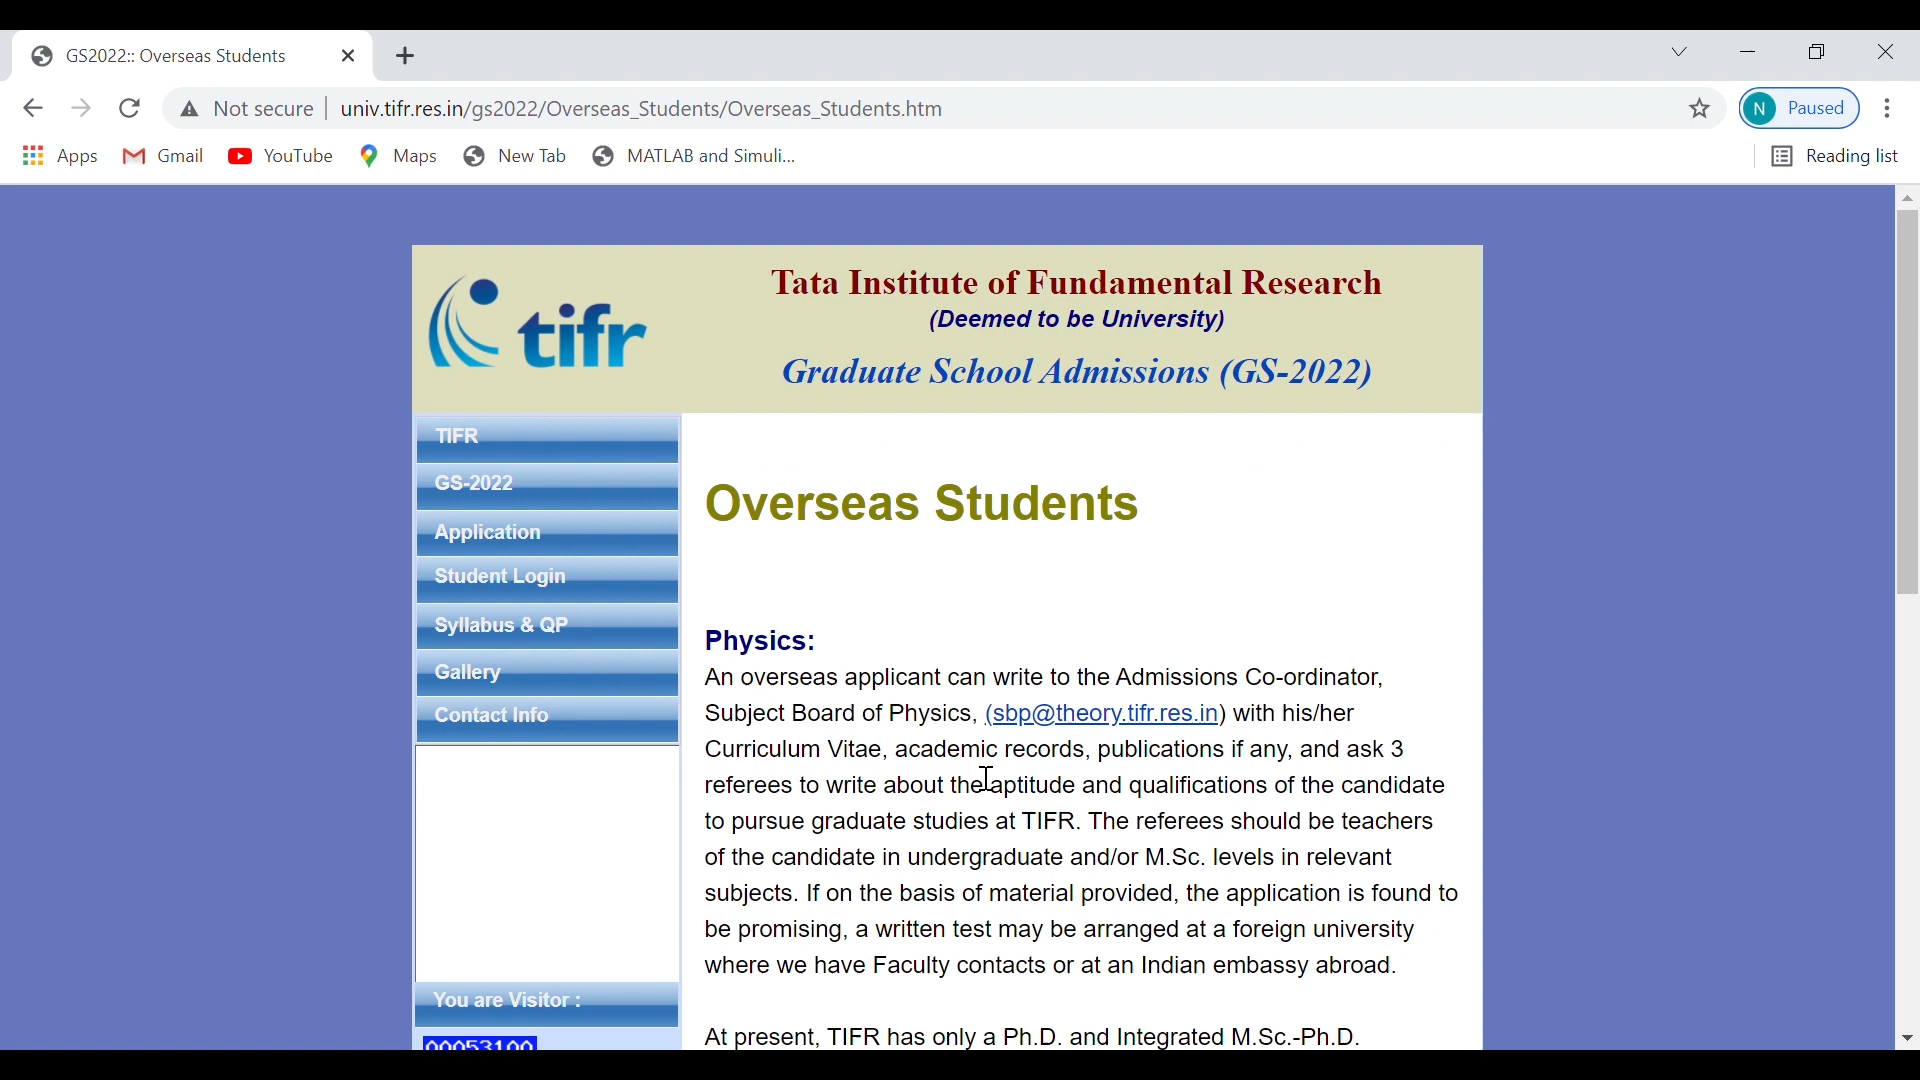 GS2022:: Overseas Students
Not secure
univ.tifr.res.in/gs2022/Overseas_Students/Overseas_Students.htm
N
Paused
Apps
Gmail
YouTube
Maps
New Tab
MATLAB and Simuli...
Reading list
tifr
Tata Institute of Fundamental Research
(Deemed to be University)
Graduate School Admissions (GS-2022)
TIFR
GS-2022
Application
Student Login
Syllabus & QP
Gallery
Contact Info
You are Visitor :
00053100
Overseas Students
Physics:
An overseas applicant can write to the Admissions Co-ordinator,
Subject Board of Physics, (sbp@theory.tifr.res.in) with his/her
Curriculum Vitae, academic records, publications if any, and ask 3
referees to write about the aptitude and qualifications of the candidate
to pursue graduate studies at TIFR. The referees should be teachers
of the candidate in undergraduate and/or M.Sc. levels in relevant
subjects. If on the basis of material provided, the application is found to
be promising, a written test may be arranged at a foreign university
where we have Faculty contacts or at an Indian embassy abroad.
At present, TIFR has only a Ph.D. and Integrated M.Sc.-Ph.D.